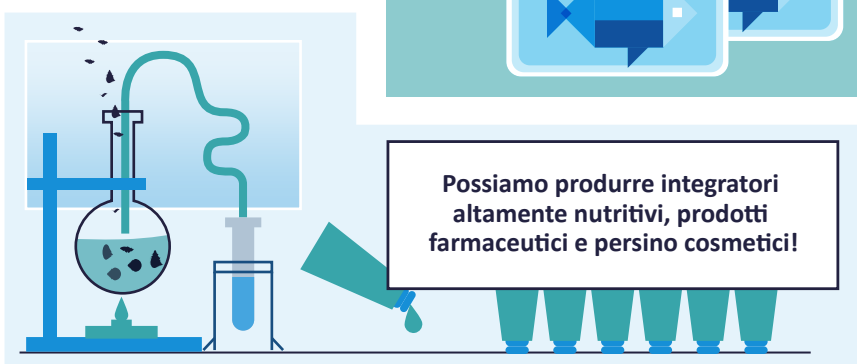 Possiamo produrre integratori
altamente nutritivi, prodotti
farmaceutici e persino cosmetici!